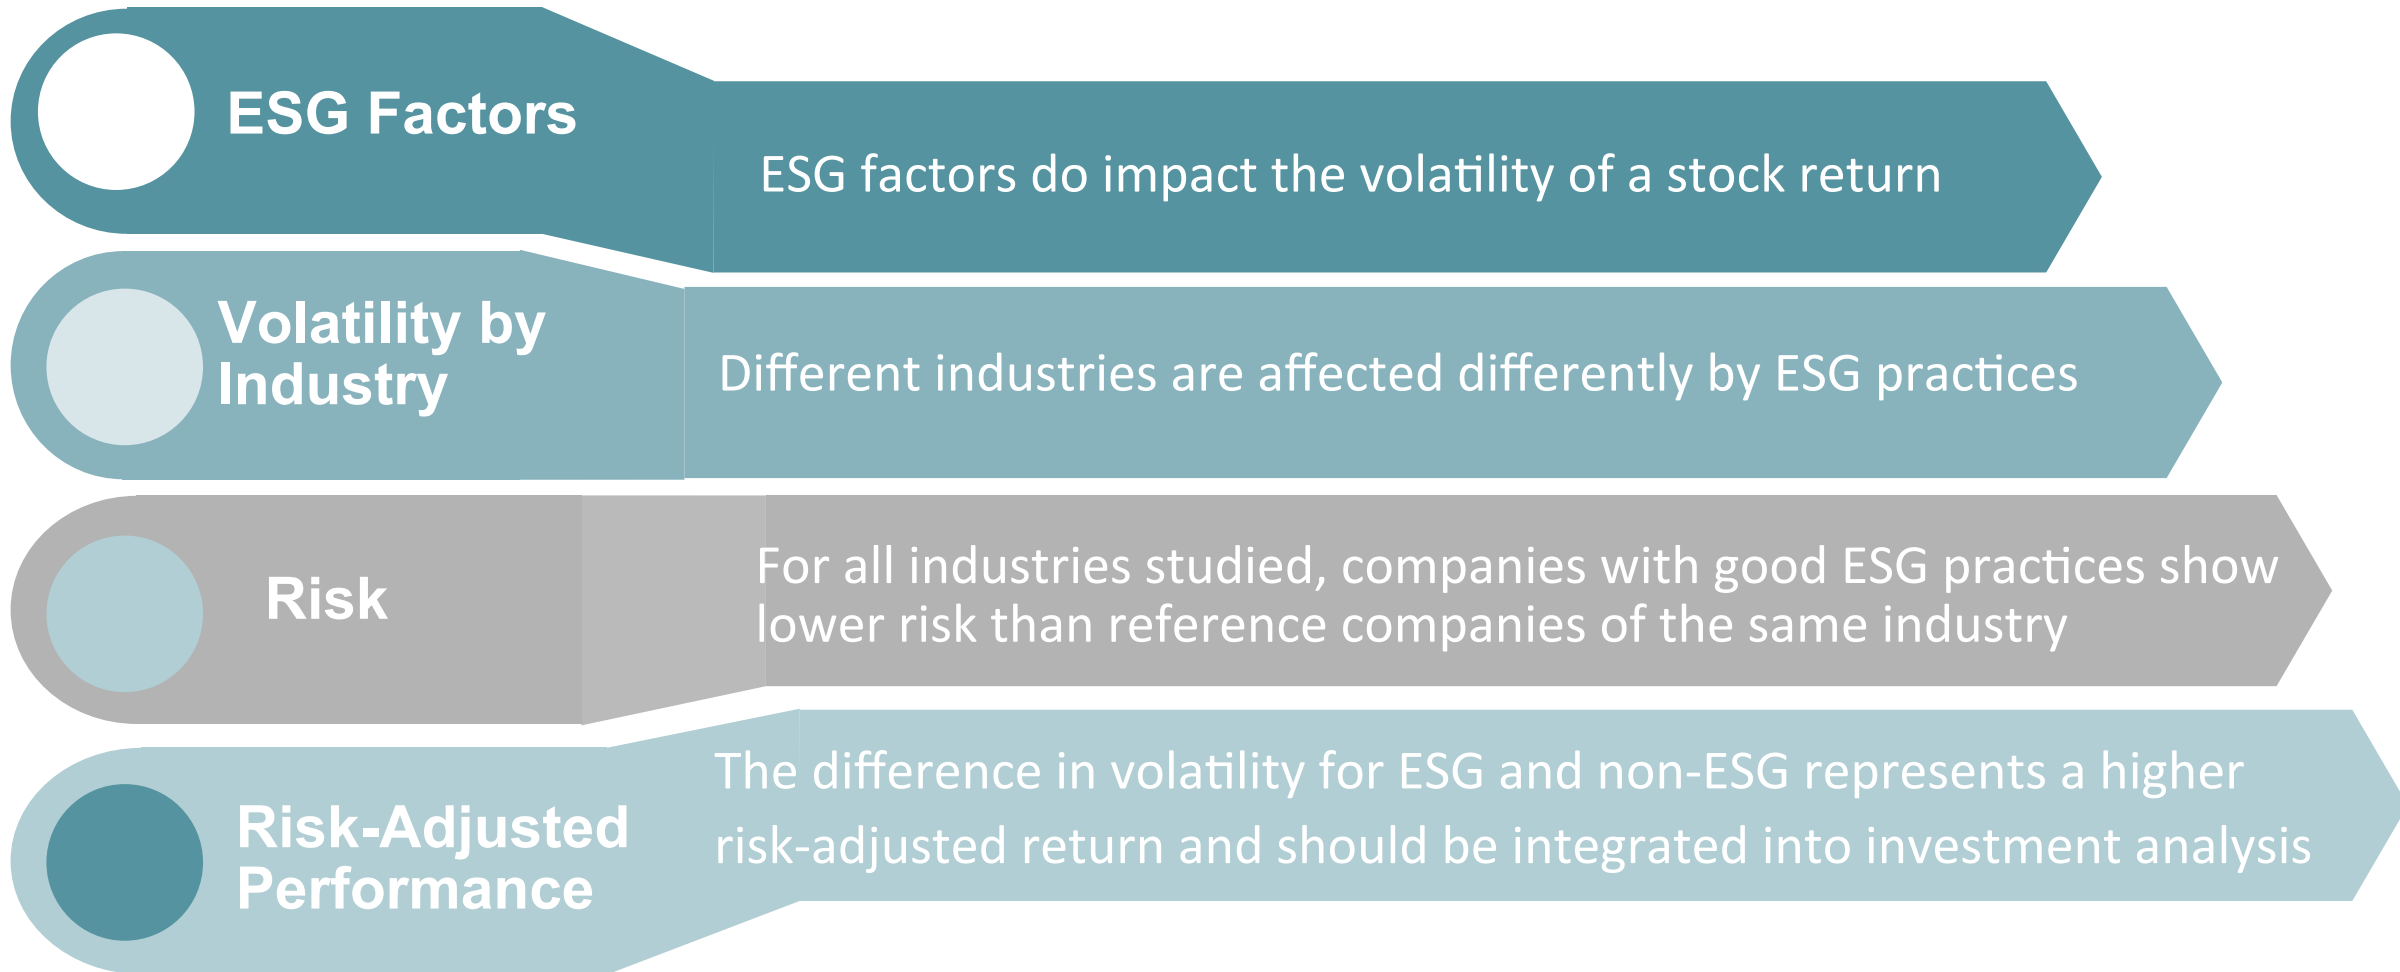 ESG Factors
ESG factors do impact the volatility of a stock return
Volatility by
Industry
Different industries are affected differently by ESG practices
Risk
For all industries studied, companies with good ESG practices show
lower risk than reference companies of the same industry
Risk-Adjusted
Performance
The difference in volatility for ESG and non-ESG represents a higher
risk-adjusted return and should be integrated into investment analysis